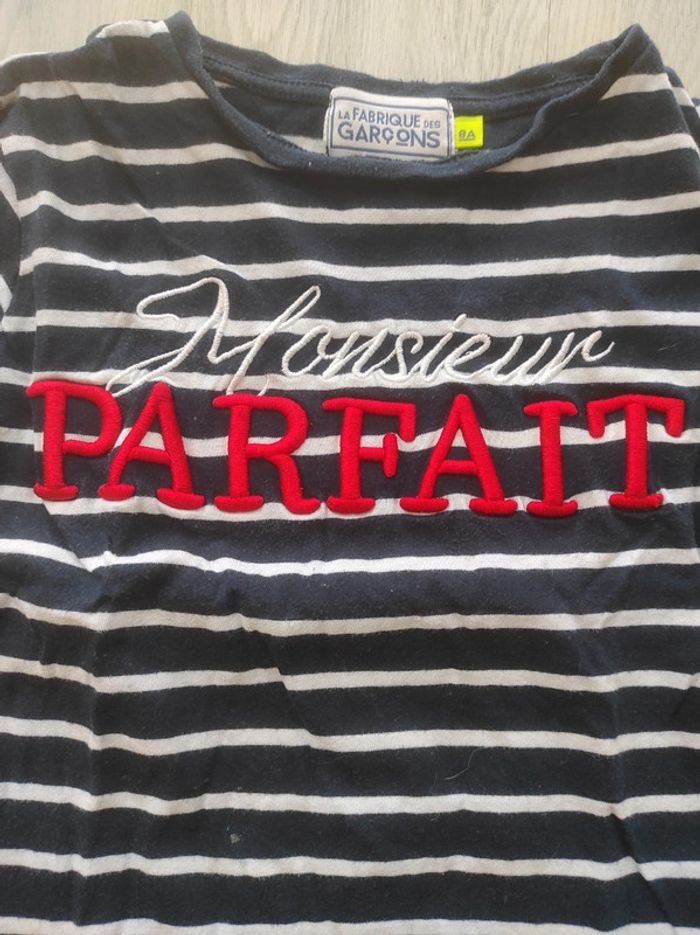 LA FABRIQUE DES
GARÇONS
8A
Monsieur
PARFAIT